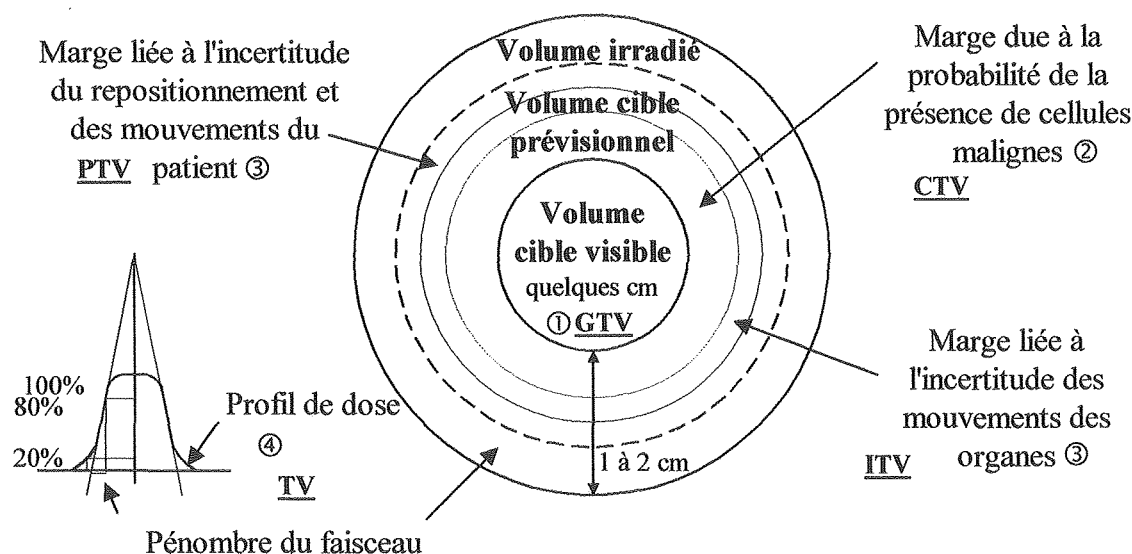 Marge liée à l'incertitude
du repositionnement et
des mouvements du
PTV patient ③
Volume irradié
Volume cible
prévisionnel
Volume
cible visible
quelques cm
① GTV
Marge due à la
probabilité de la
présence de cellules
malignes ②
CTV
100%
80%
20%
Profil de dose
④
TV
1 à 2 cm
Marge liée à
l'incertitude des
mouvements des
organes ③
ITV
Pénombre du faisceau